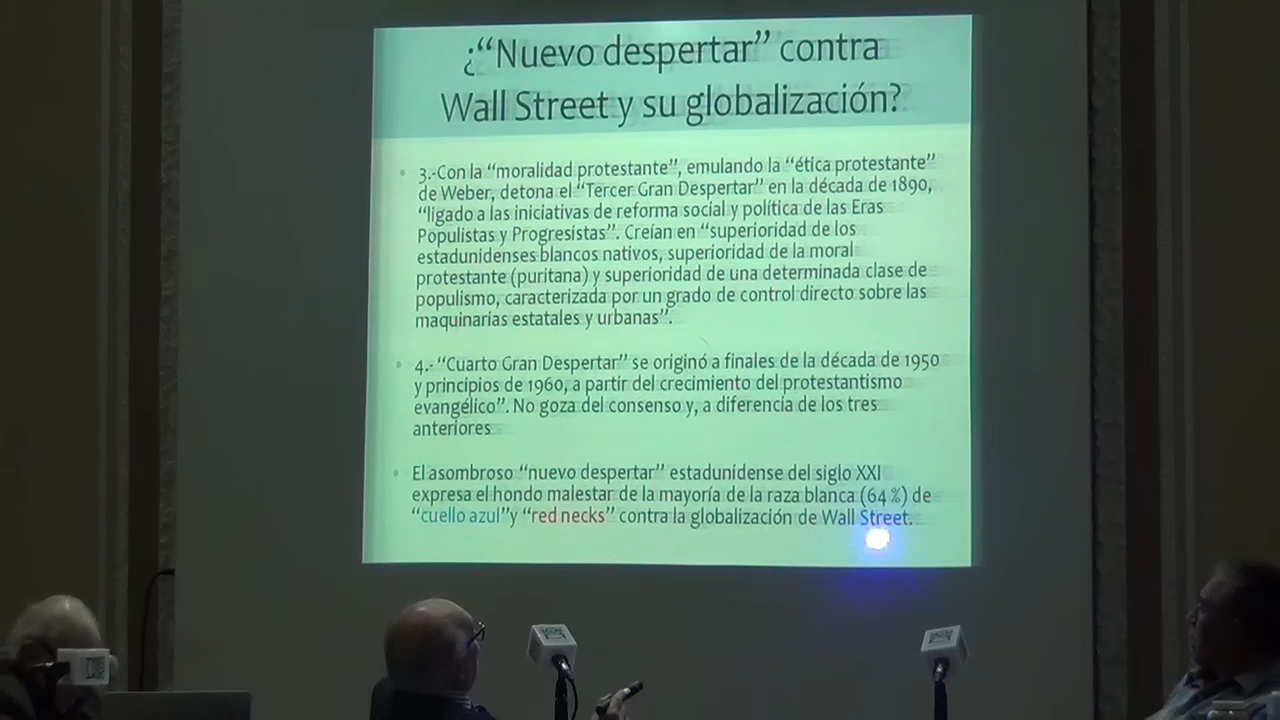 ¿“Nuevo despertar” contra
Wall Street y su globalización?
3.-Con la “moralidad protestante”, emulando la “ética protestante”
de Weber, detona el “Tercer Gran Despertar” en la década de 1890,
“ligado a las iniciativas de reforma social y política de las Eras
Populistas y Progresistas”. Creían en “superioridad de los
estadunidenses blancos nativos, superioridad de la moral
protestante (puritana) y superioridad de una determinada clase de
populismo, caracterizada por un grado de control directo sobre las
maquinarias estatales y urbanas”.
4.- “Cuarto Gran Despertar” se originó a finales de la década de 1950
y principios de 1960, a partir del crecimiento del protestantismo
evangélico”. No goza del consenso y, a diferencia de los tres
anteriores
El asombroso “nuevo despertar” estadunidense del siglo XXI
expresa el hondo malestar de la mayoría de la raza blanca (64 %) de
“cuello azul”y “red necks” contra la globalización de Wall Street.